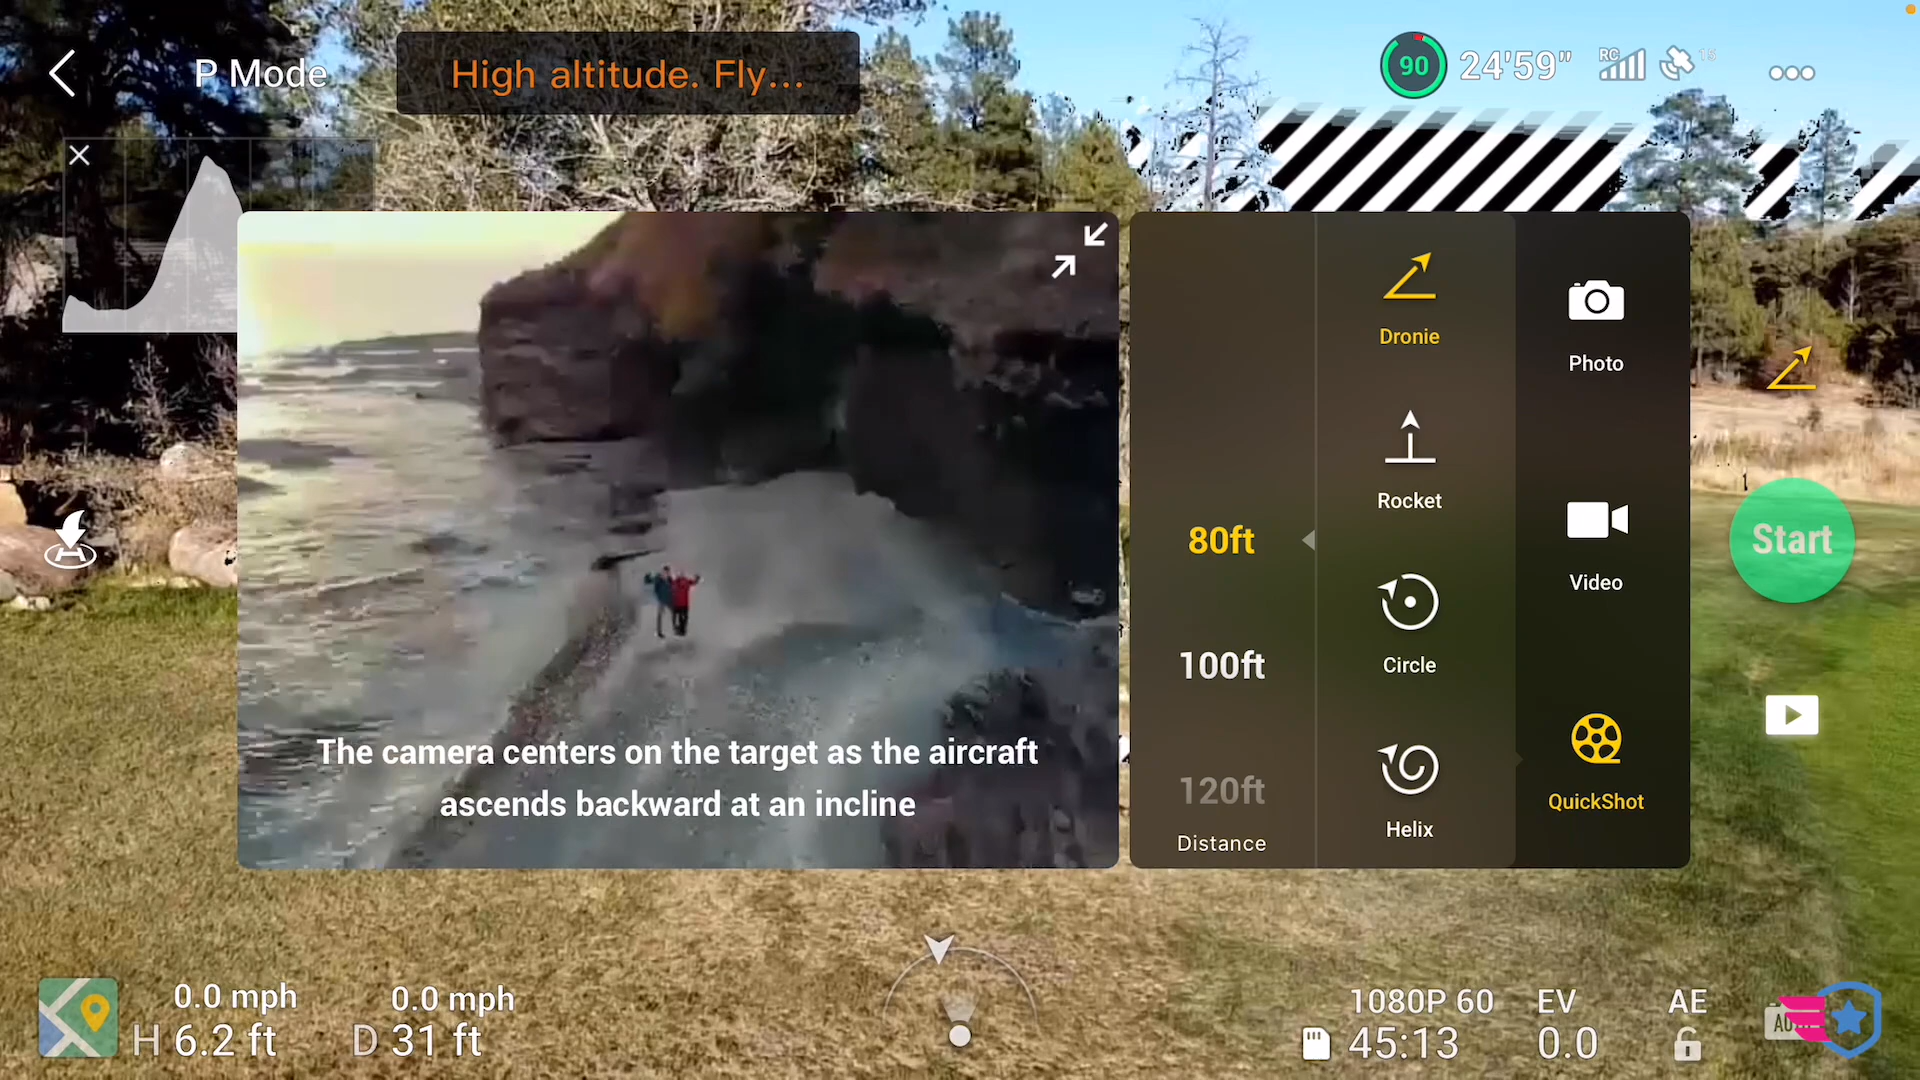 P Mode
High altitude. Fly...
90
24'59"
RC
15
Dronie
Photo
Rocket
80ft
Start
Video
100ft
Circle
The camera centers on the target as the aircraft
ascends backward at an incline
120ft
Distance
Helix
QuickShot
0.0 mph
0.0 mph
H 6.2 ft
D 31 ft
1080P 60
45:13
EV
0.0
AE